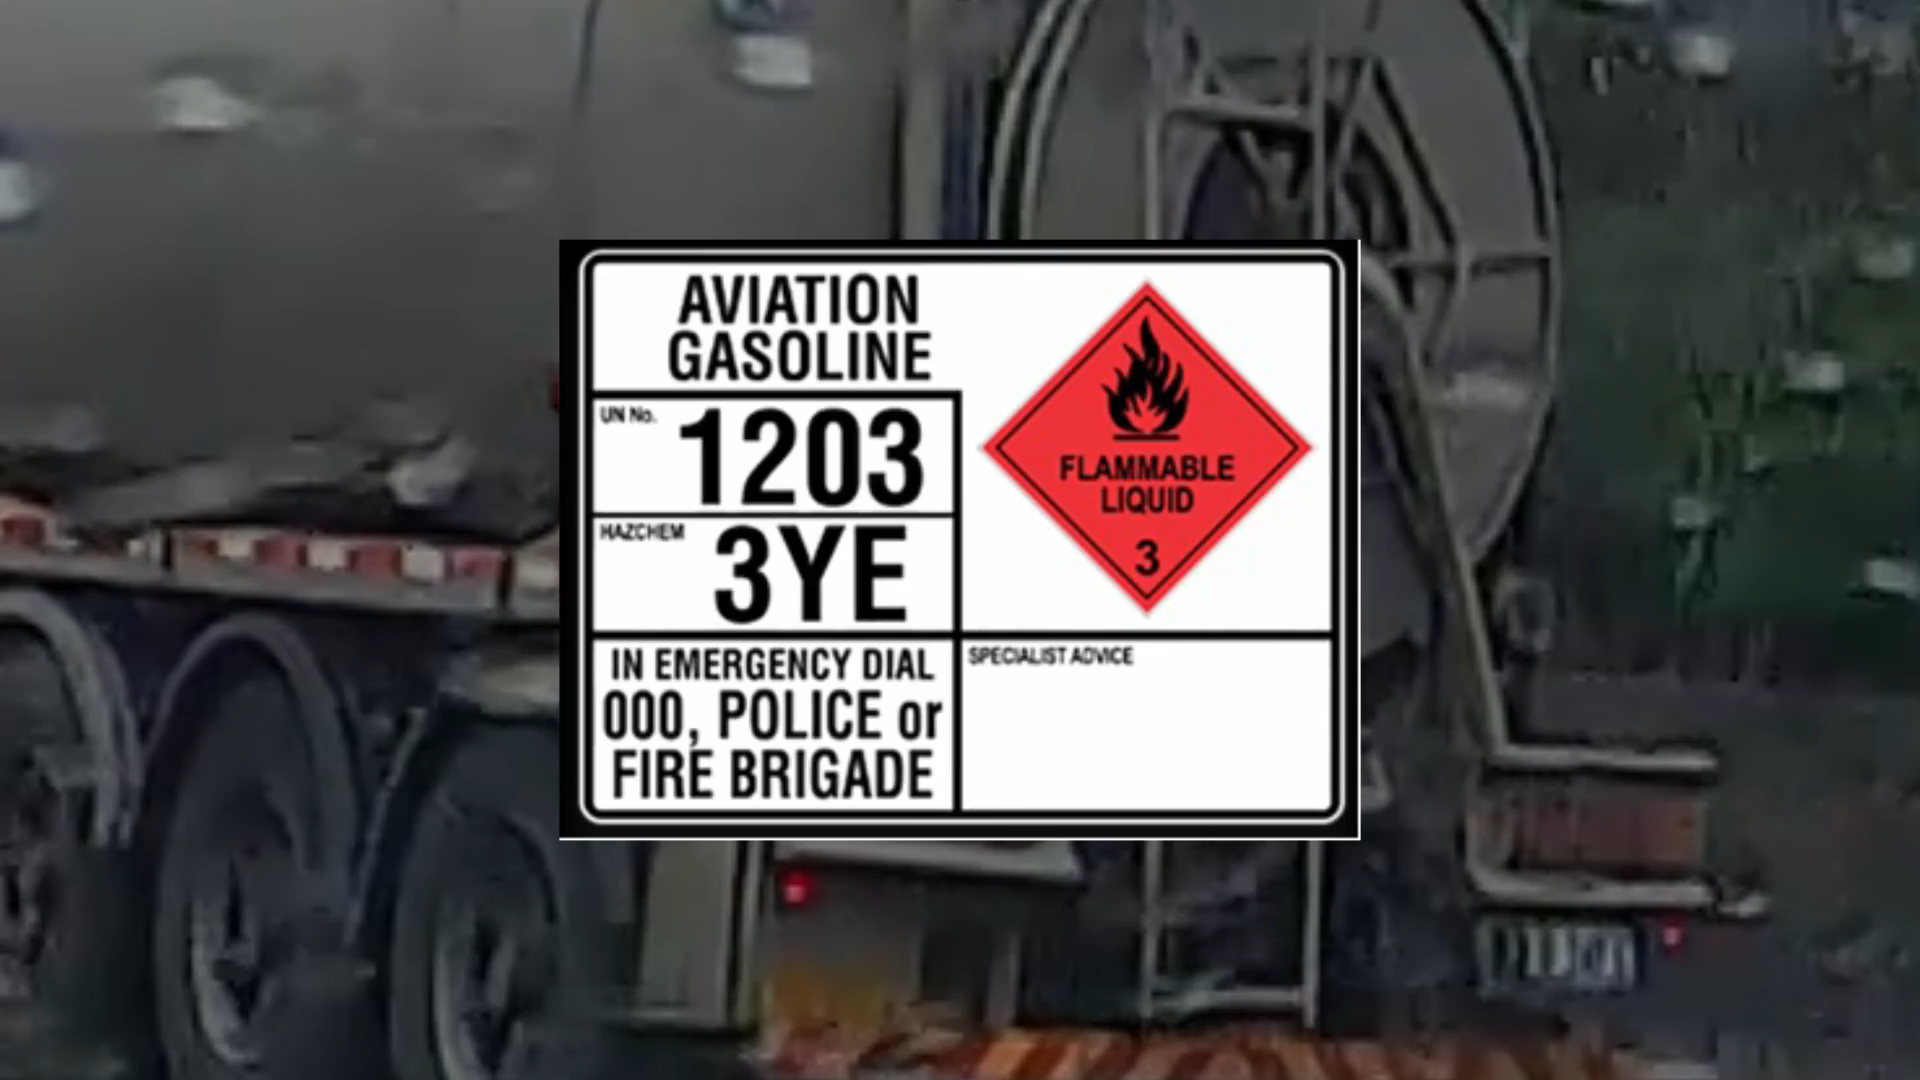 AVIATION
GASOLINE
UN No.
1203
HAZCHEM
3YE
FLAMMABLE
LIQUID
3
IN EMERGENCY DIAL
000, POLICE or
FIRE BRIGADE
SPECIALIST ADVICE